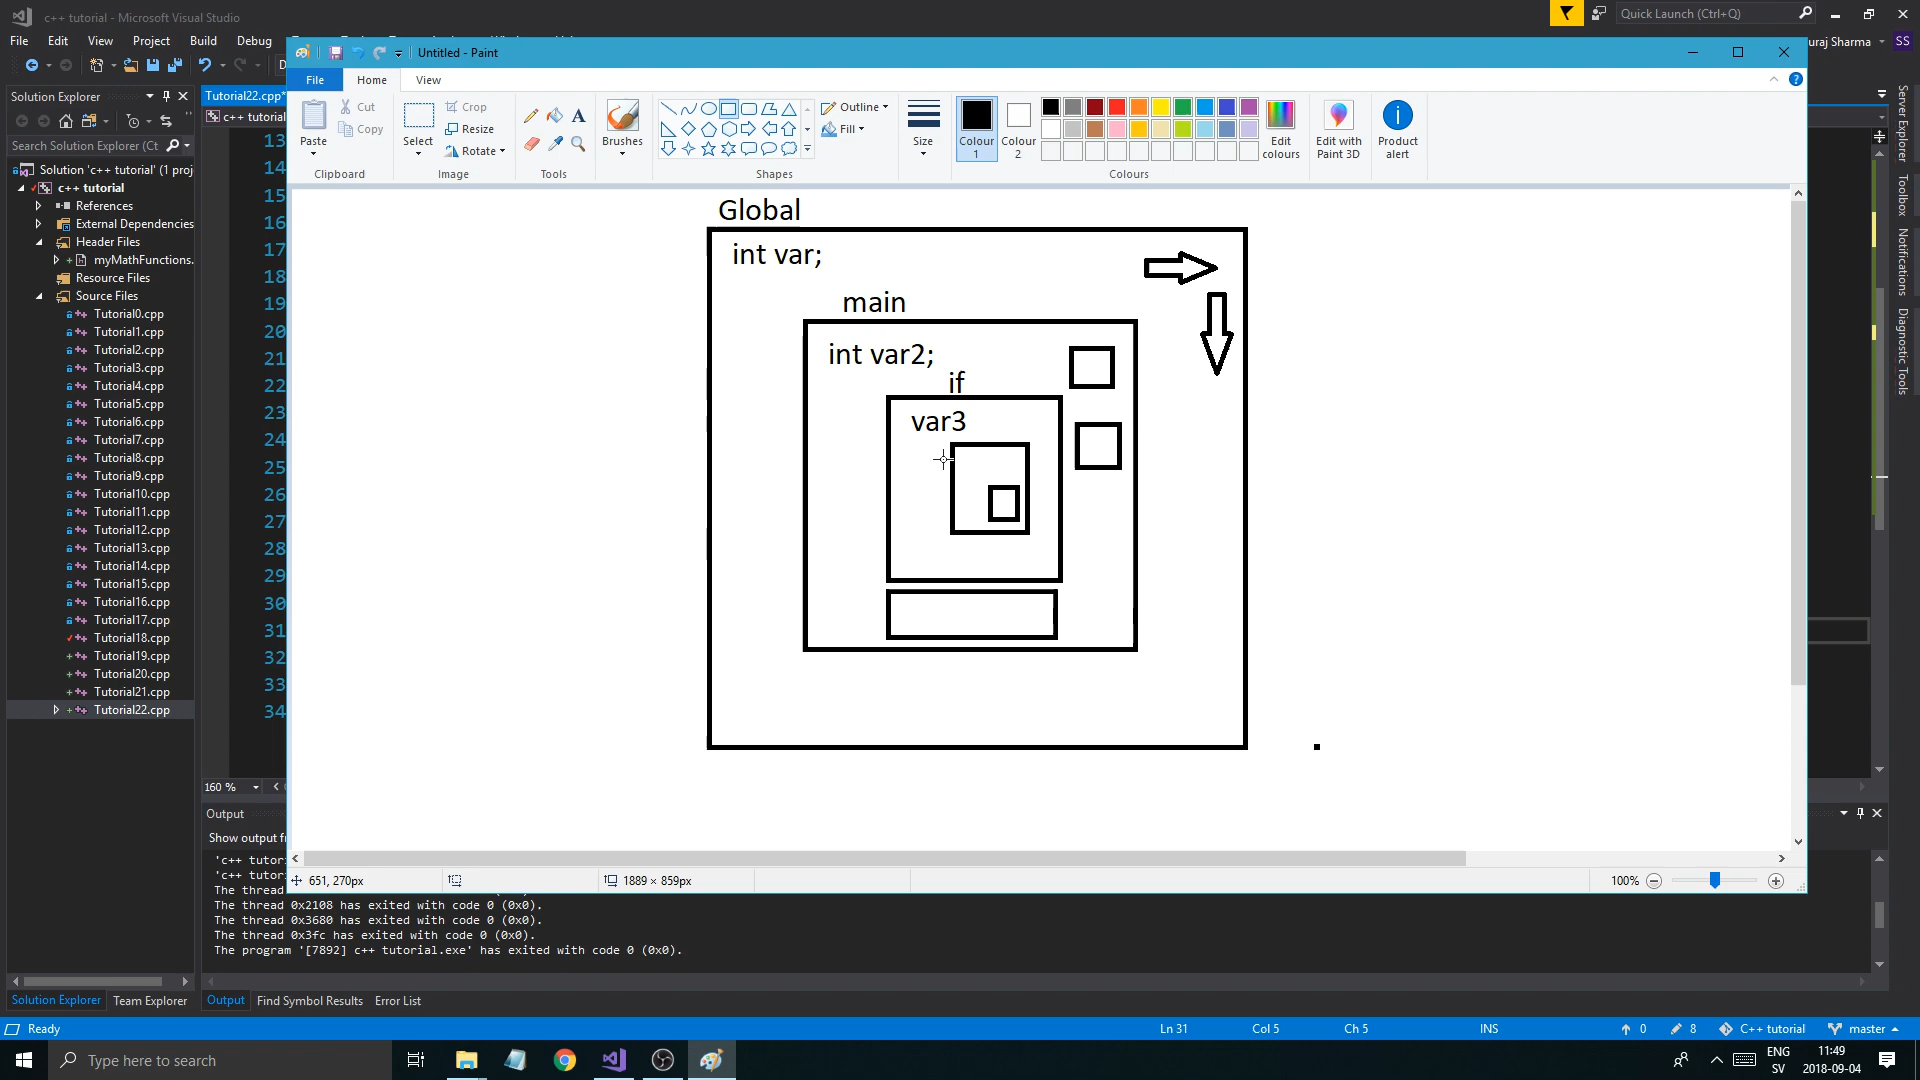 c++ tutorial - Microsoft Visual Studio
Quick Launch (Ctrl+Q)
File Edit View Project Build Debug
uraj Sharma SS
Untitled - Paint
File Home View
Solution Explorer
Tutorial22.cpp*
c++ tutorial
Search Solution Explorer (Ct
Solution 'c++ tutorial' (1 proj
c++ tutorial
References
External Dependencies
Header Files
myMathFunctions.
Resource Files
Source Files
Tutorial0.cpp
Tutorial1.cpp
Tutorial2.cpp
Tutorial3.cpp
Tutorial4.cpp
Tutorial5.cpp
Tutorial6.cpp
Tutorial7.cpp
Tutorial8.cpp
Tutorial9.cpp
Tutorial10.cpp
Tutorial11.cpp
Tutorial12.cpp
Tutorial13.cpp
Tutorial14.cpp
Tutorial15.cpp
Tutorial16.cpp
Tutorial17.cpp
Tutorial18.cpp
Tutorial19.cpp
Tutorial20.cpp
Tutorial21.cpp
Tutorial22.cpp
13
14
15
16
17
18
19
20
21
22
23
24
25
26
27
28
29
30
31
32
33
34
Paste
Cut
Copy
Clipboard
Select
Crop
Resize
Rotate
Image
Tools
Brushes
Shapes
Outline
Fill
Size
Colour 1
Colour 2
Edit colours
Colours
Edit with Paint 3D
Product alert
Server Explorer
Toolbox
Notifications
Diagnostic Tools
Global
int var;
main
int var2;
if
var3
651, 270px
1889 × 859px
100%
160 %
Output
Show output f
'c++ tutor
'c++ tutor
The thread
The thread 0x2108 has exited with code 0 (0x0).
The thread 0x3680 has exited with code 0 (0x0).
The thread 0x3fc has exited with code 0 (0x0).
The program '[7892] c++ tutorial.exe' has exited with code 0 (0x0).
Solution Explorer Team Explorer
Output Find Symbol Results Error List
Ready
Ln 31 Col 5 Ch 5 INS
0 8 C++ tutorial master
Type here to search
ENG
SV
11:49
2018-09-04